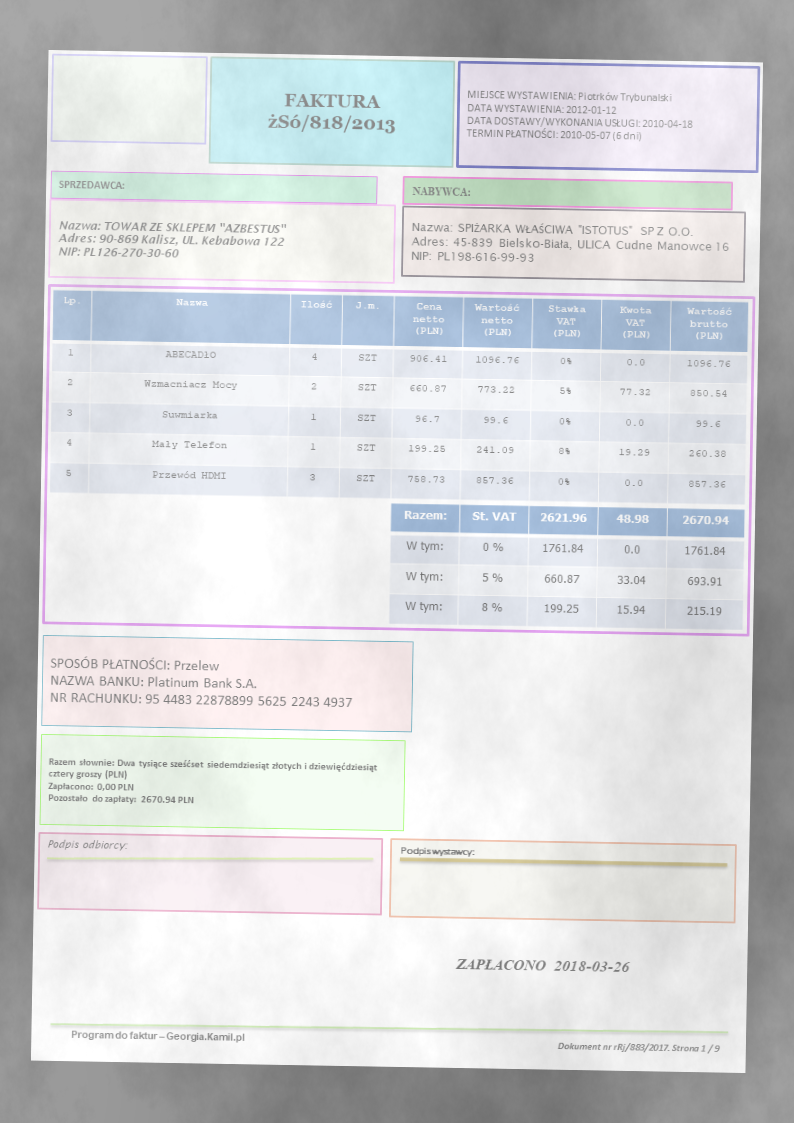 FAKTURA
żSó/818/2013
MIEJSCE WYSTAWIENIA: Piotrków Trybunalski
DATA WYSTAWIENIA: 2012-01-12
DATA DOSTAWY/WYKONANIA USŁUGI: 2010-04-18
TERMIN PŁATNOŚCI: 2010-05-07 (6 dni)
SPRZEDAWCA:
Nazwa: TOWAR ZE SKLEPEM "AZBESTUS"
Adres: 90-869 Kalisz, UL. Kebabowa 122
NIP: PL126-270-30-60
NABYWCA:
Nazwa: SPIŻARKA WŁAŚCIWA "ISTOTUS" SP Z O.O.
Adres: 45-839 Bielsko-Biała, ULICA Cudne Manowce 16
NIP: PL198-616-99-93
Lp. Nazwa Ilość J.m. Cena netto (PLN) Wartość netto (PLN) Stawka VAT (PLN) Kwota VAT (PLN) Wartość brutto (PLN)
1 ABECADŁO 4 SZT 906.41 1096.76 0% 0.0 1096.76
2 Wzmacniacz Mocy 2 SZT 660.87 773.22 5% 77.32 850.54
3 Suwmiarka 1 SZT 96.7 99.6 0% 0.0 99.6
4 Mały Telefon 1 SZT 199.25 241.09 8% 19.29 260.38
5 Przewód HDMI 3 SZT 758.73 857.36 0% 0.0 857.36
Razem: St. VAT 2621.96 48.98 2670.94
W tym: 0 % 1761.84 0.0 1761.84
W tym: 5 % 660.87 33.04 693.91
W tym: 8 % 199.25 15.94 215.19
SPOSÓB PŁATNOŚCI: Przelew
NAZWA BANKU: Platinum Bank S.A.
NR RACHUNKU: 95 4483 22878899 5625 2243 4937
Razem słownie: Dwa tysiące sześćset siedemdziesiąt złotych i dziewięćdziesiąt
cztery groszy (PLN)
Zapłacono: 0,00 PLN
Pozostało do zapłaty: 2670.94 PLN
Podpis odbiorcy:
Podpis wystawcy:
ZAPŁACONO 2018-03-26
Program do faktur – Georgia.Kamil.pl
Dokument nr rRj/883/2017. Strona 1 / 9